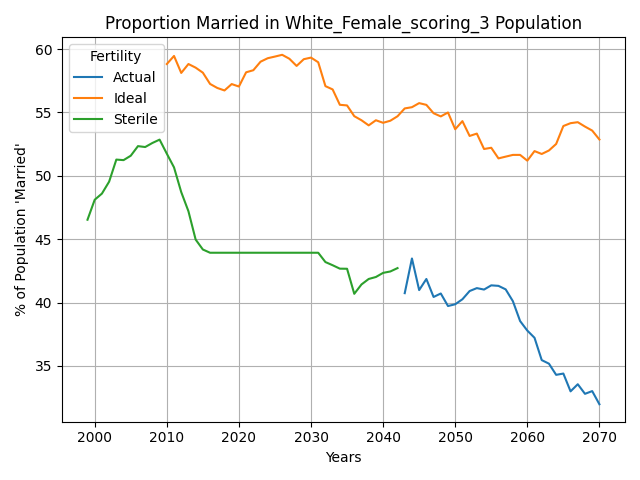 Proportion Married in White_Female_scoring_3 Population
Fertility
Actual
Ideal
Sterile
% of Population 'Married'
60
55
50
45
40
35
2000
2010
2020
2030
2040
2050
2060
2070
Years